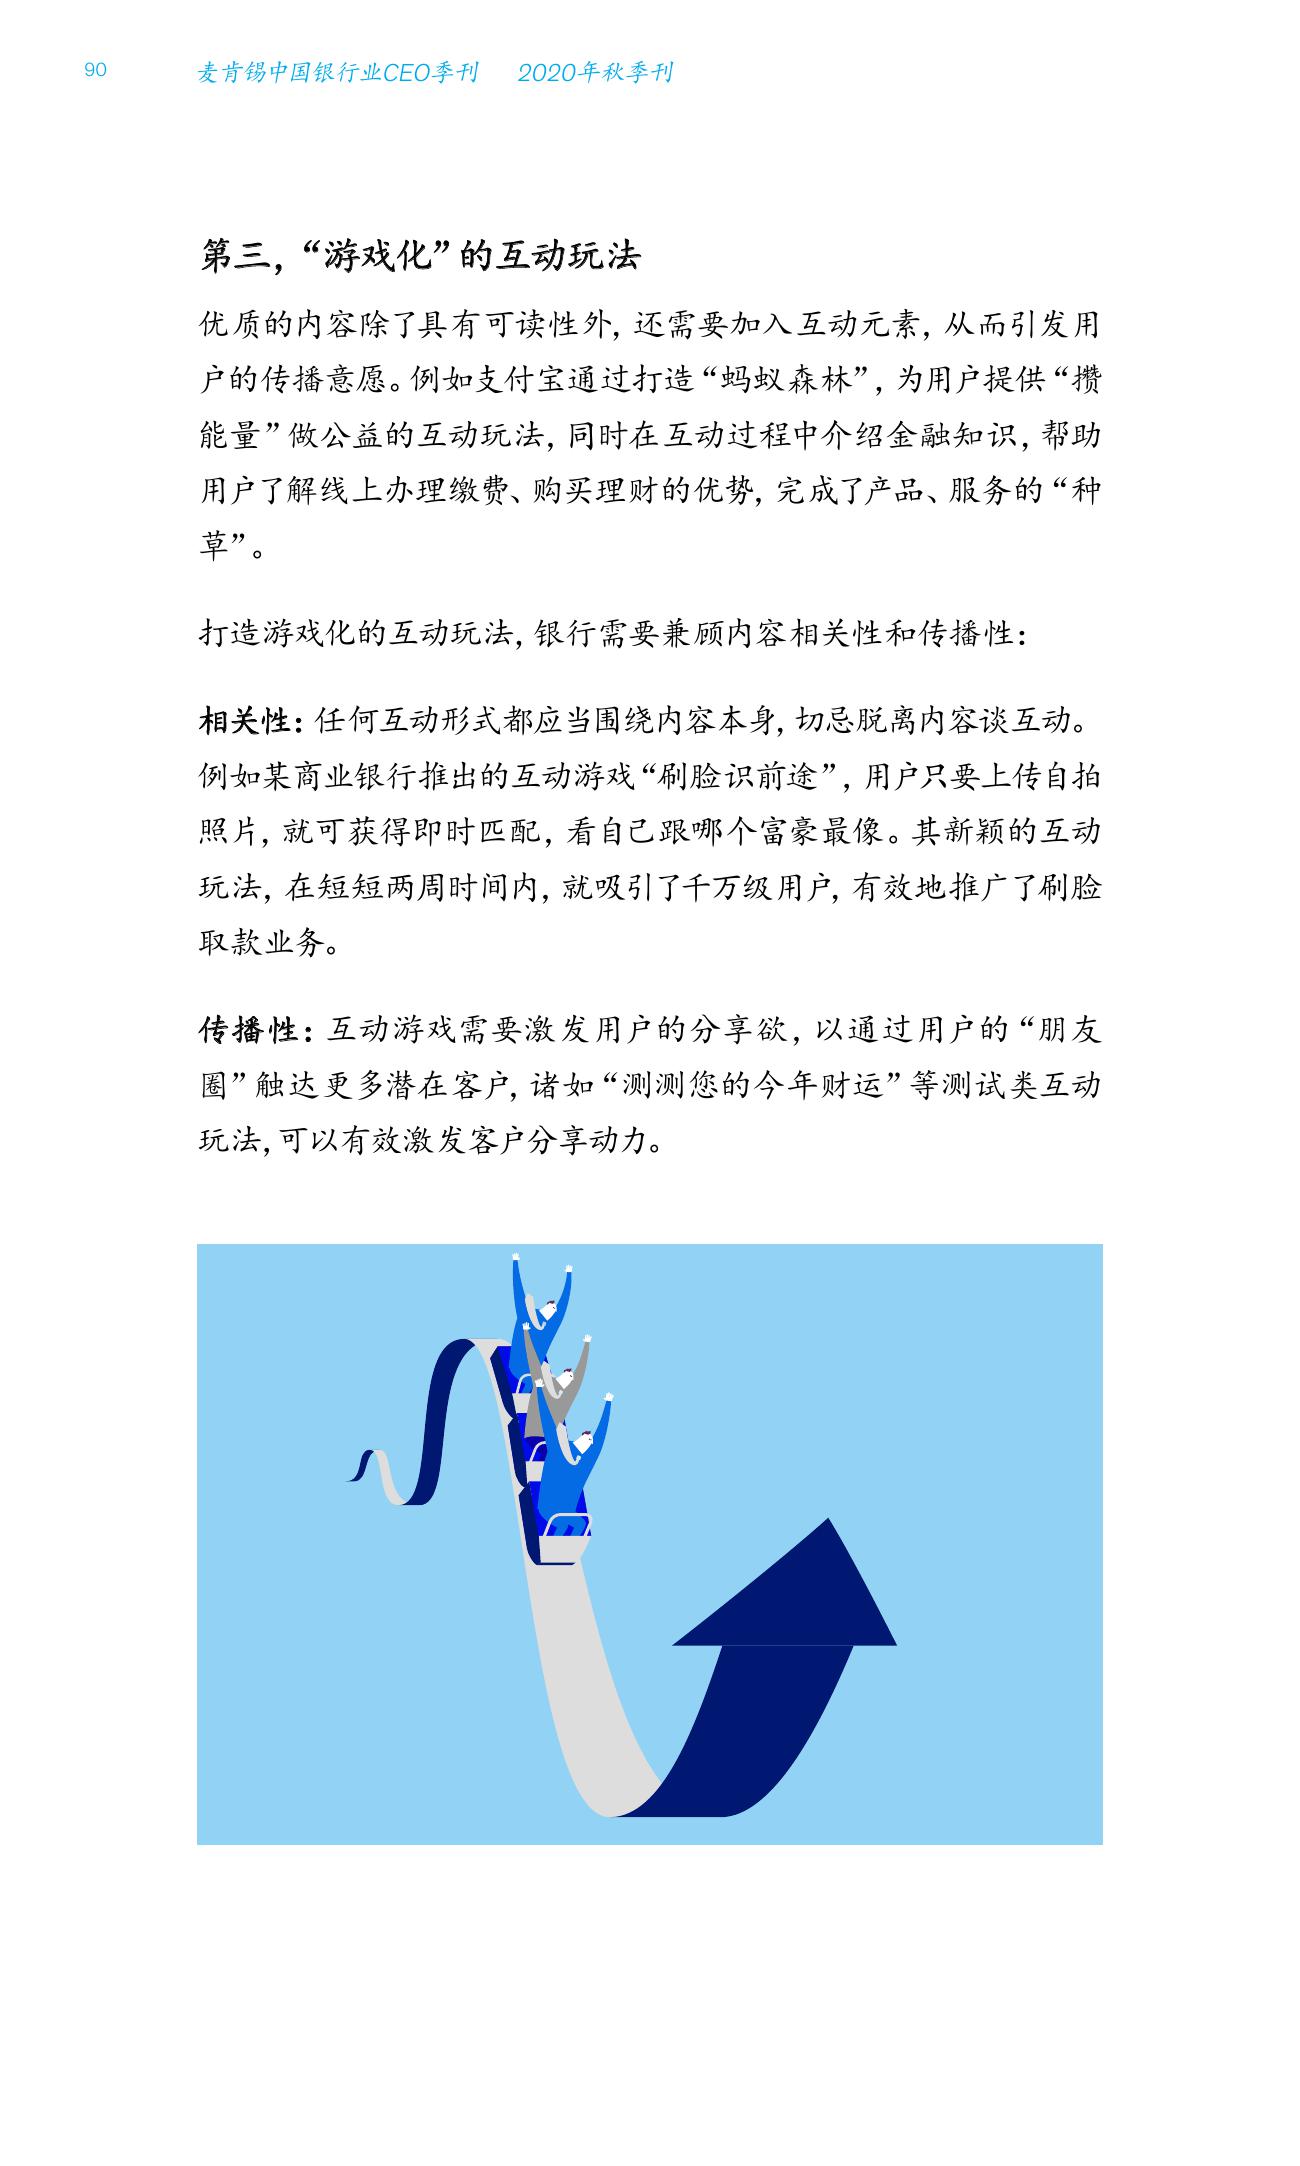 90
麦肯锡中国银行业CEO季刊 2020年秋季刊
第三，“游戏化”的互动玩法
优质的内容除了具有可读性外，还需要加入互动元素，从而引发用
户的传播意愿。例如支付宝通过打造“蚂蚁森林”，为用户提供“攒
能量”做公益的互动玩法，同时在互动过程中介绍金融知识，帮助
用户了解线上办理缴费、购买理财的优势，完成了产品、服务的“种
草”。
打造游戏化的互动玩法，银行需要兼顾内容相关性和传播性：
相关性：任何互动形式都应当围绕内容本身，切忌脱离内容谈互动。
例如某商业银行推出的互动游戏“刷脸识前途”，用户只要上传自拍
照片，就可获得即时匹配，看自己跟哪个富豪最像。其新颖的互动
玩法，在短短两周时间内，就吸引了千万级用户，有效地推广了刷脸
取款业务。
传播性：互动游戏需要激发用户的分享欲，以通过用户的“朋友
圈”触达更多潜在客户，诸如“测测您的今年财运”等测试类互动
玩法，可以有效激发客户分享动力。